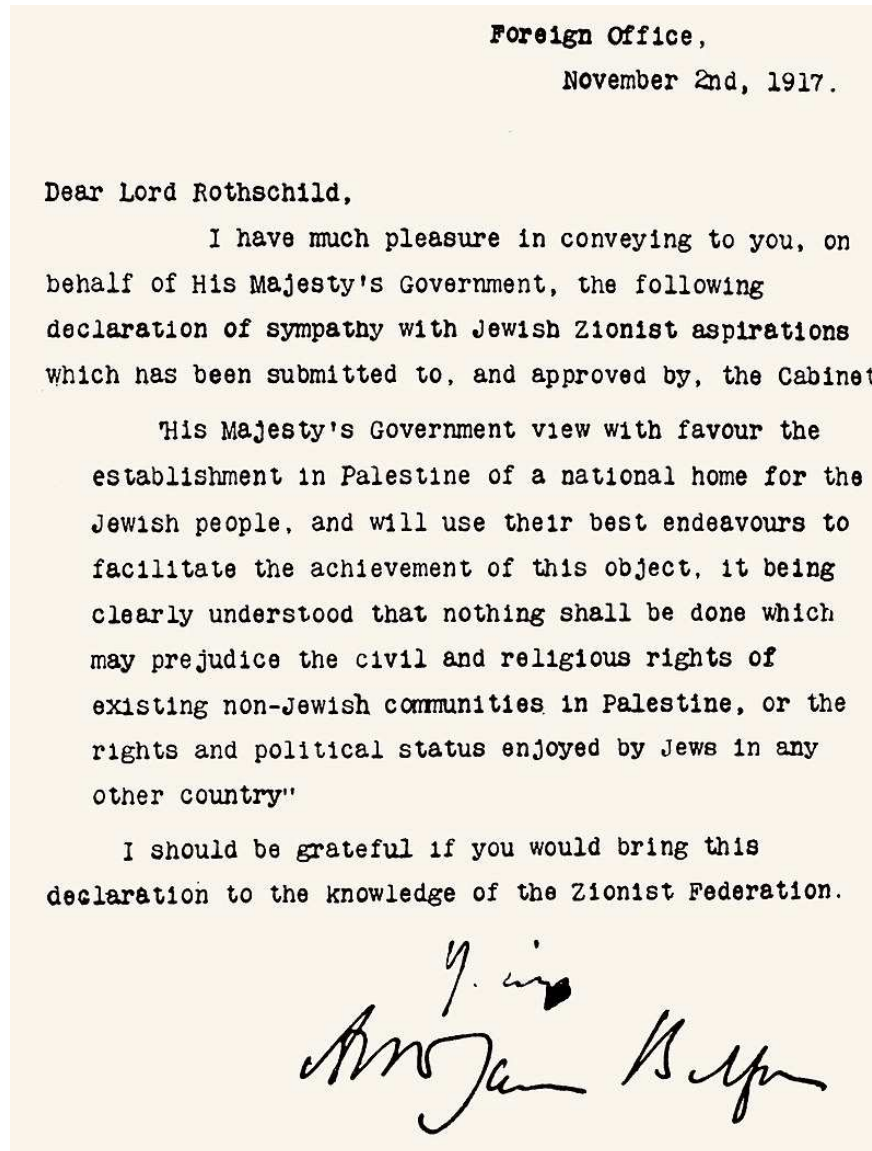 Foreign Office,
November 2nd, 1917.
Dear Lord Rothschild,
I have much pleasure in conveying to you, on
behalf of His Majesty's Government, the following
declaration of sympathy with Jewish Zionist aspirations
which has been submitted to, and approved by, the Cabinet
"His Majesty's Government view with favour the
establishment in Palestine of a national home for the
Jewish people, and will use their best endeavours to
facilitate the achievement of this object, it being
clearly understood that nothing shall be done which
may prejudice the civil and religious rights of
existing non-Jewish communities in Palestine, or the
rights and political status enjoyed by Jews in any
other country"
I should be grateful if you would bring this
declaration to the knowledge of the Zionist Federation.
Arthur James Balfour